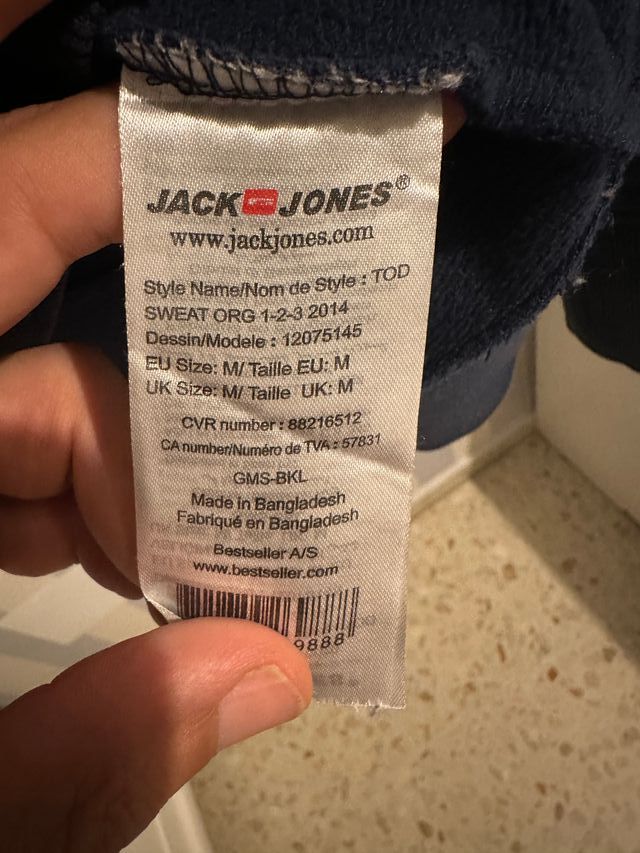 JACK JONES®
www.jackjones.com
Style Name/Nom de Style : TOD
SWEAT ORG 1-2-3 2014
Dessin/Modele : 12075145
EU Size: M/ Taille EU: M
UK Size: M/ Taille UK: M
CVR number : 88216512
CA number/Numéro de TVA : 57831
GMS-BKL
Made in Bangladesh
Fabriqué en Bangladesh
Bestseller A/S
www.bestseller.com
9888